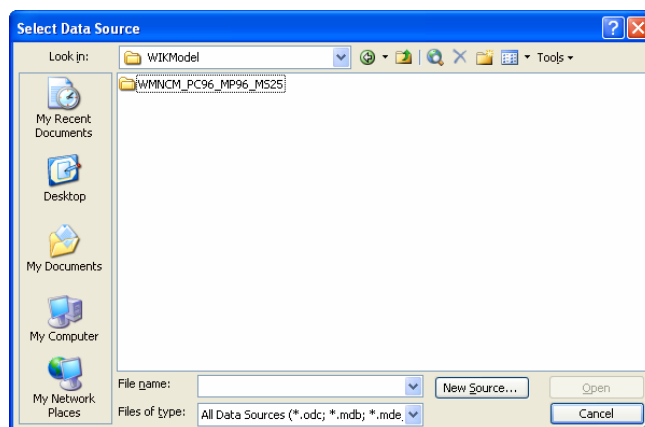 Select Data Source
Look in:
WIKModel
Tools
WMNCM_PC96_MP96_MS25
My Recent
Documents
Desktop
My Documents
My Computer
My Network
Places
File name:
New Source...
Open
Files of type:
All Data Sources (*.odc; *.mdb; *.mde;
Cancel